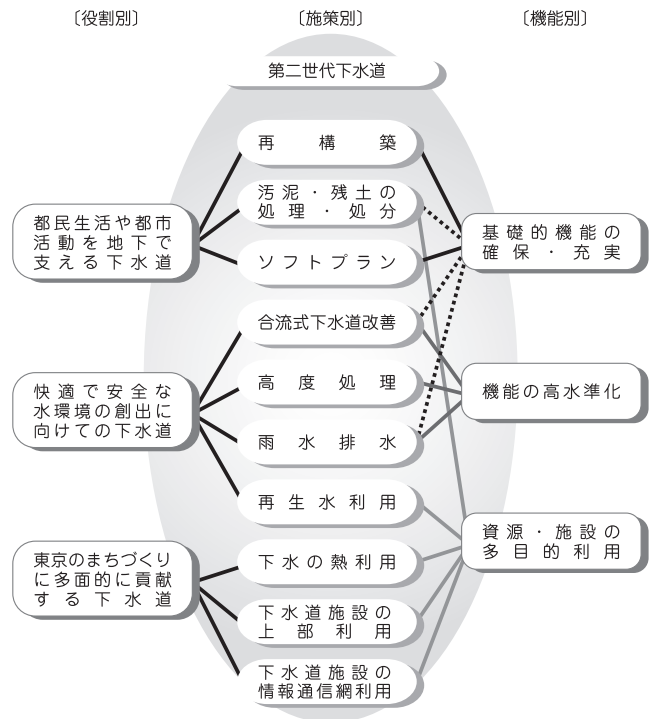 〔役割別〕
〔施策別〕
〔機能別〕
第二世代下水道
再構築
汚泥・残土の
処理・処分
ソフトプラン
合流式下水道改善
高度処理
雨水排水
再生水利用
下水の熱利用
下水道施設の
上部利用
下水道施設の
情報通信網利用
都民生活や都市
活動を地下で
支える下水道
快適で安全な
水環境の創出に
向けての下水道
東京のまちづくり
に多面的に貢献
する下水道
基礎的機能の
確保・充実
機能の高水準化
資源・施設の
多目的利用